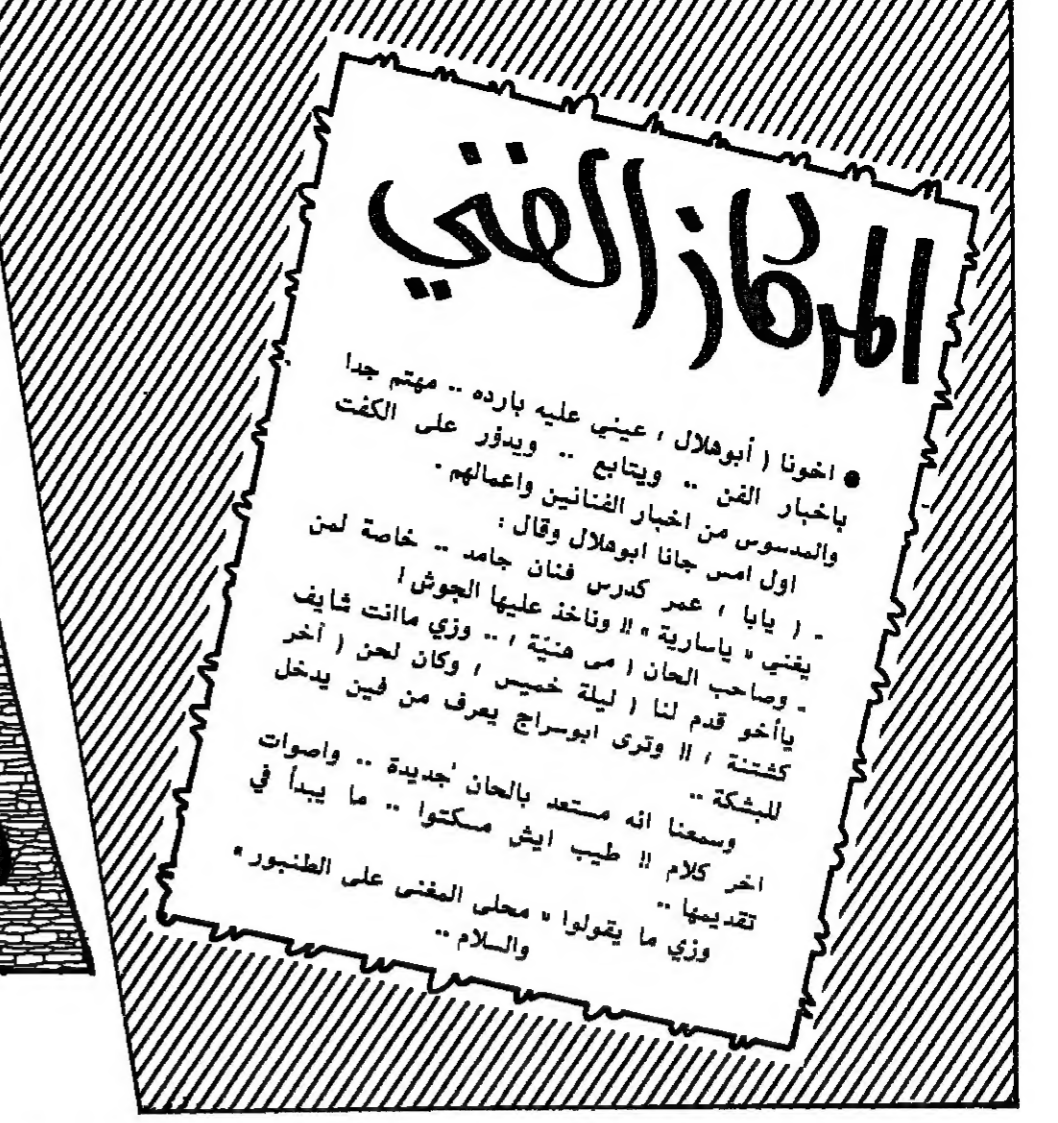 المركاز الفني
● اخونا ( أبوهلال ) عيني عليه بارده .. مهتم جدا
باخبار الفن .. ويتابع .. ويدوّر على الكفت
والمدسوس من اخبار الفنانين واعمالهم .
اول امس جانا ابوهلال وقال :
- ( يابا ) عمر كدرس فنان جامد .. خاصة لمن
يغني « ياسارية » !! وناخذ عليها الجوش !
- وصاحب الحان ( مى هنيّة ) .. وزي ماانت شايف
ياأخو قدم لنا ( ليلة خميس ) وكان لحن ( أخر
كشتنة ) !! وترى ابوسراج يعرف من فين يدخل
للبشكة ..
وسمعنا انه مستعد بالحان جديدة .. واصوات
اخر كلام !! طيب ايش مسكتوا .. ما يبدأ في
تقديمها ..
وزي ما يقولوا « محلى المغنى على الطنبور »
والسلام ..